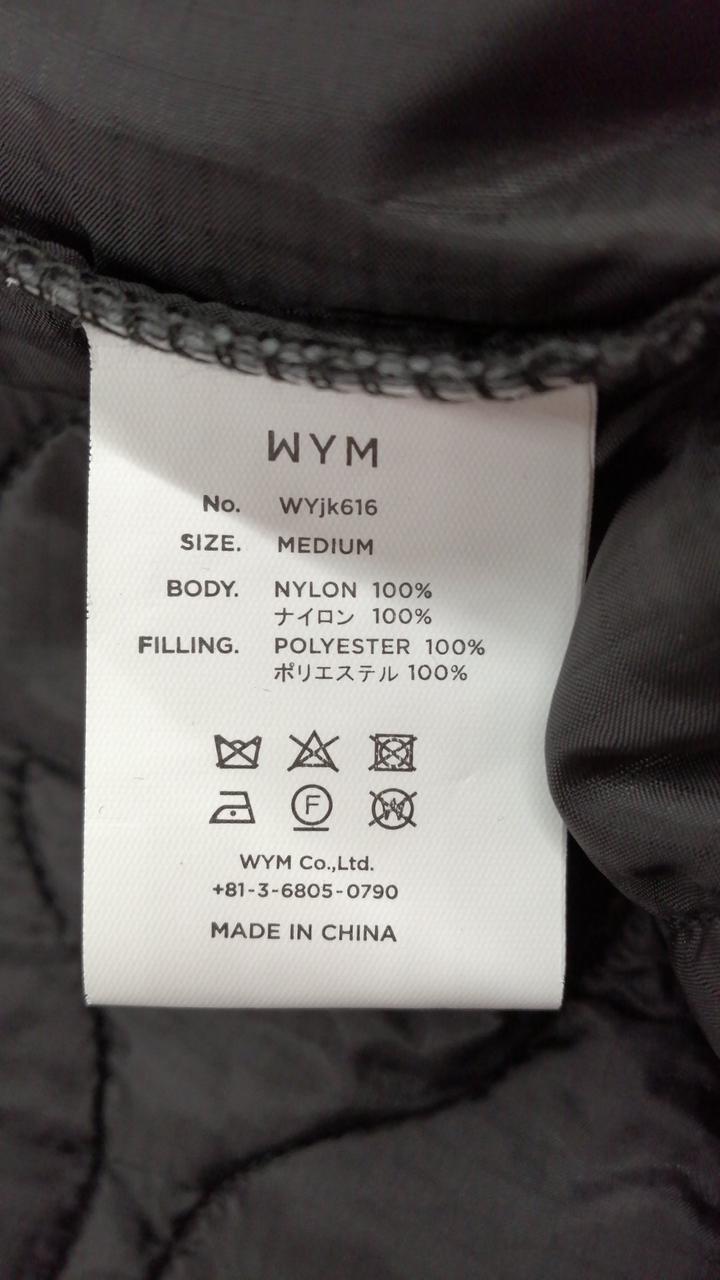 WYM
No. WYjk616
SIZE. MEDIUM
BODY. NYLON 100%
ナイロン 100%
FILLING. POLYESTER 100%
ポリエステル 100%
F
W
WYM Co.,Ltd.
+81-3-6805-0790
MADE IN CHINA